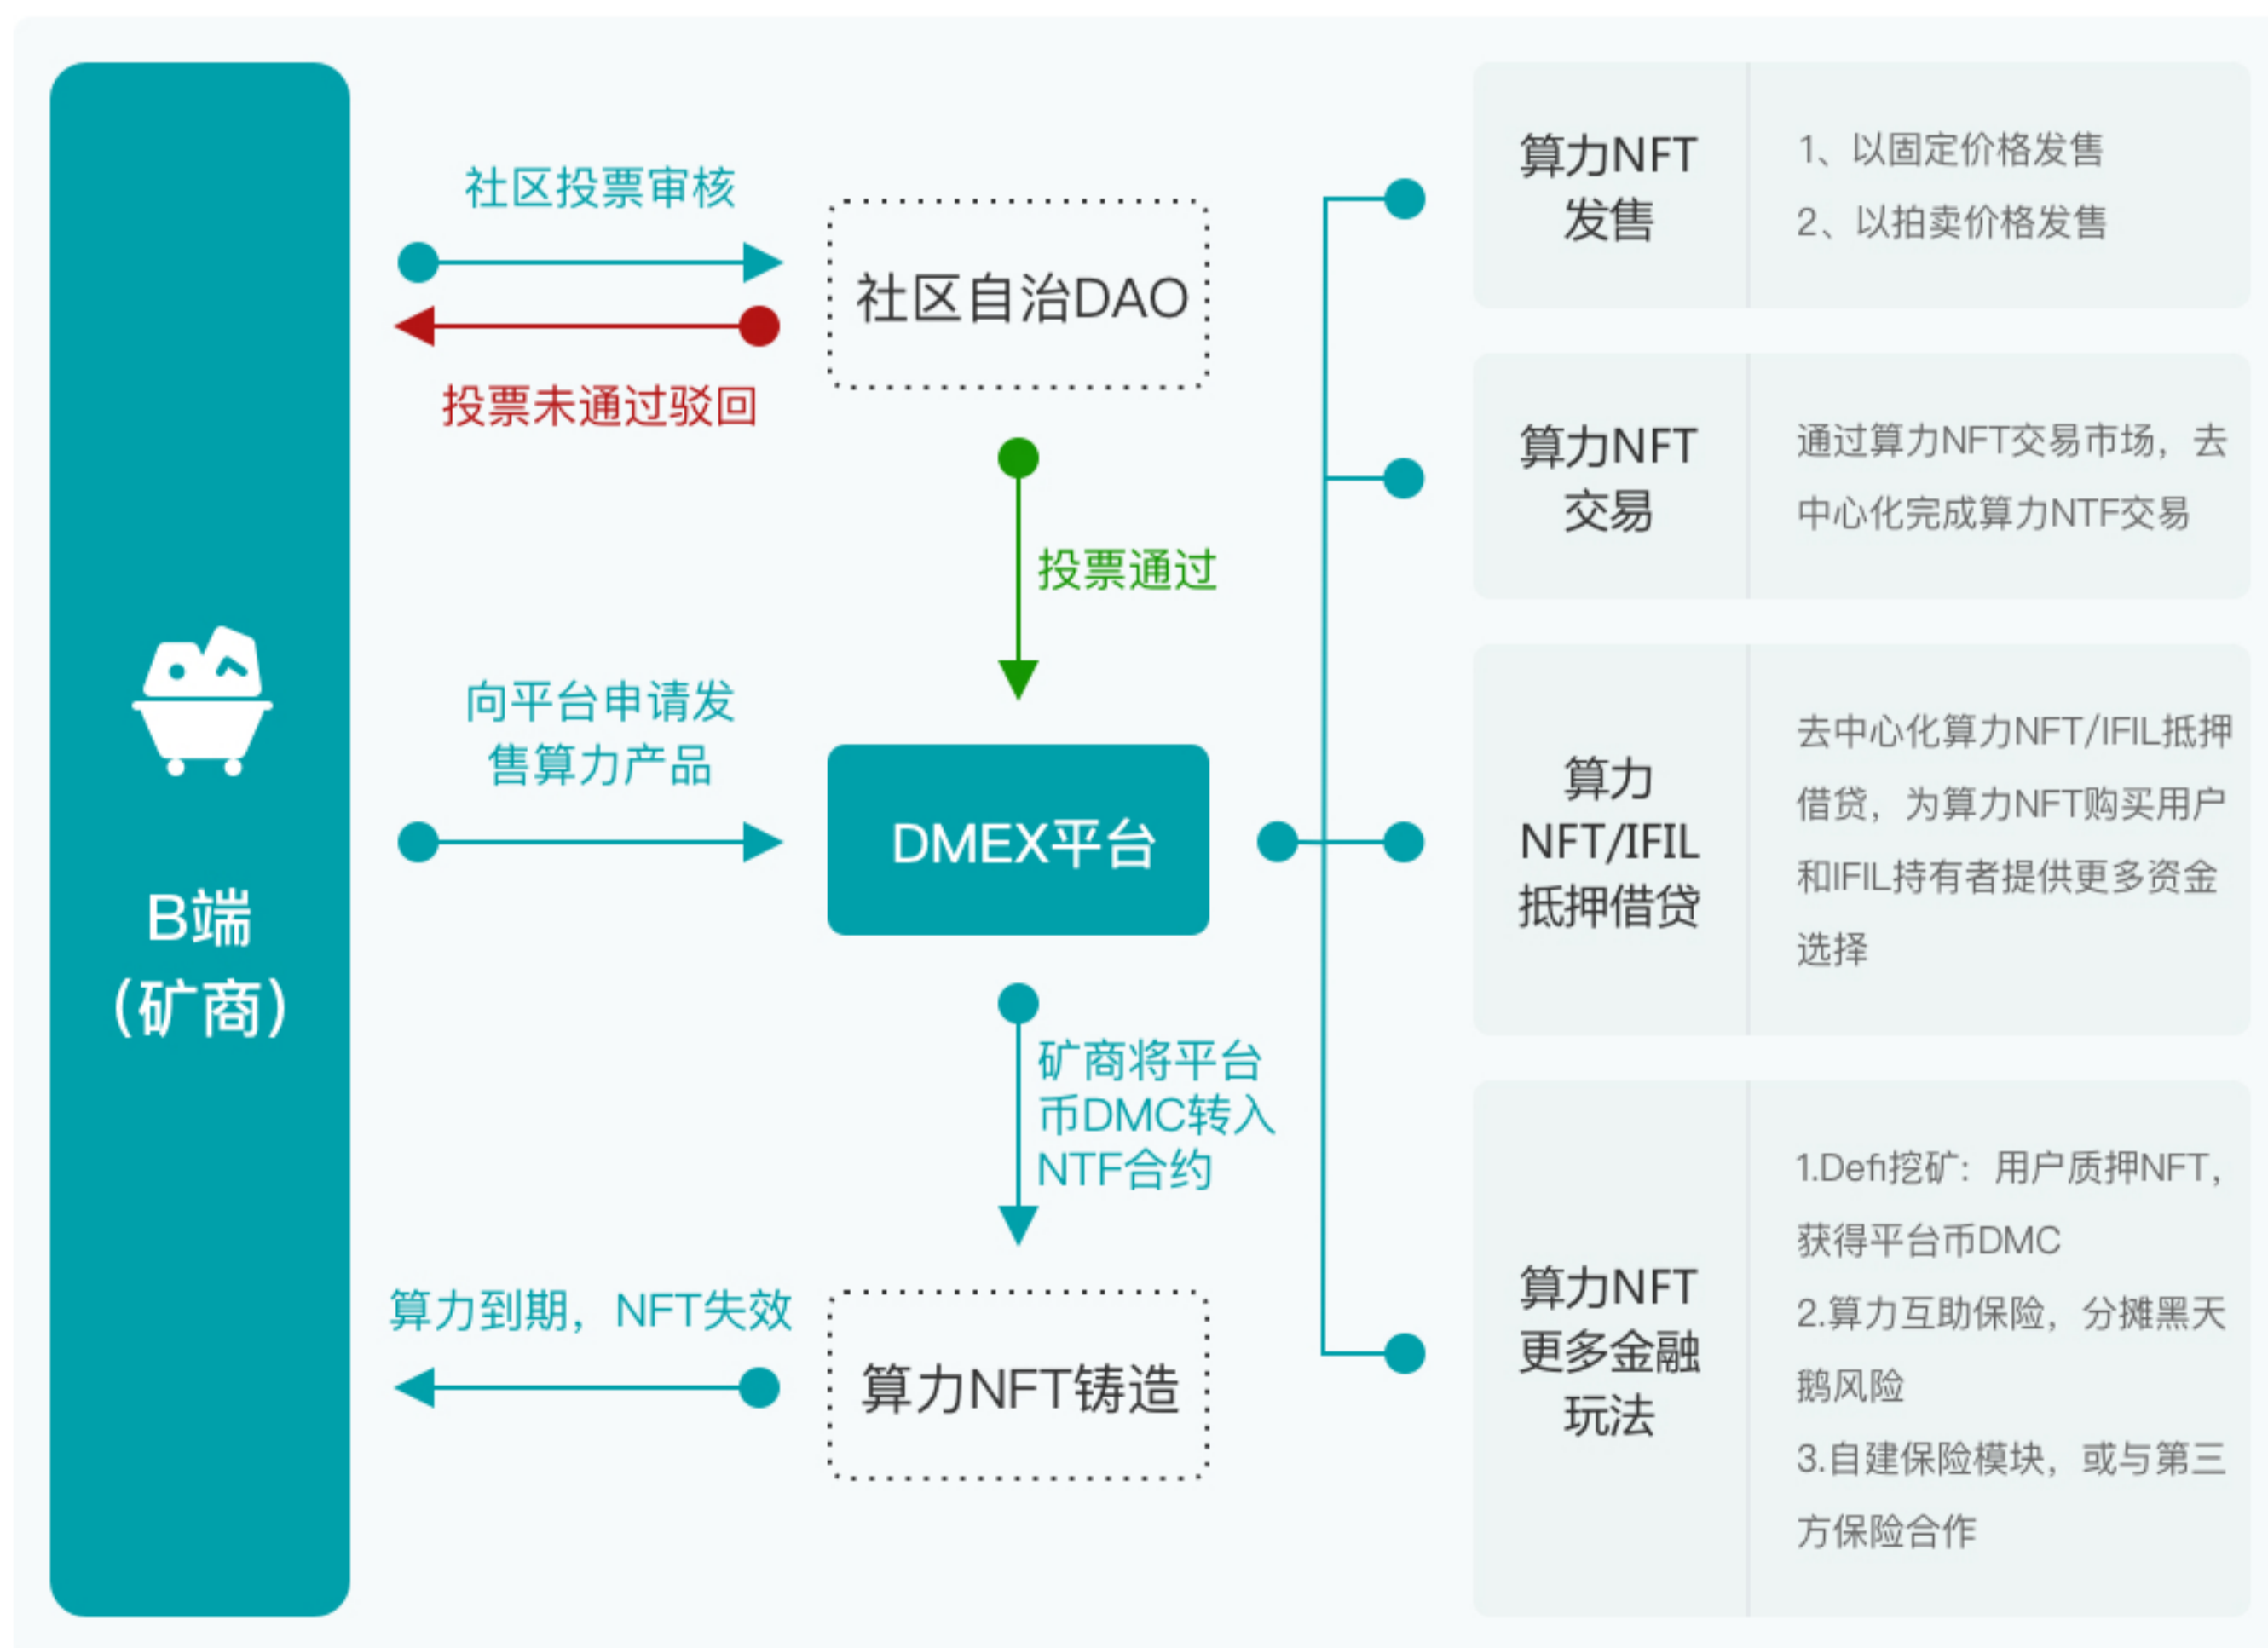 社区投票审核
投票未通过驳回
社区自治DAO
投票通过
向平台申请发
售算力产品
B端
（矿商）
DMEX平台
矿商将平台
币DMC转入
NTF合约
算力到期，NFT失效
算力NFT铸造
算力NFT
发售
1、以固定价格发售
2、以拍卖价格发售
算力NFT
交易
通过算力NFT交易市场，去
中心化完成算力NTF交易
算力
NFT/IFIL
抵押借贷
去中心化算力NFT/IFIL抵押
借贷，为算力NFT购买用户
和IFIL持有者提供更多资金
选择
算力NFT
更多金融
玩法
1.Defi挖矿：用户质押NFT，
获得平台币DMC
2.算力互助保险，分摊黑天
鹅风险
3.自建保险模块，或与第三
方保险合作